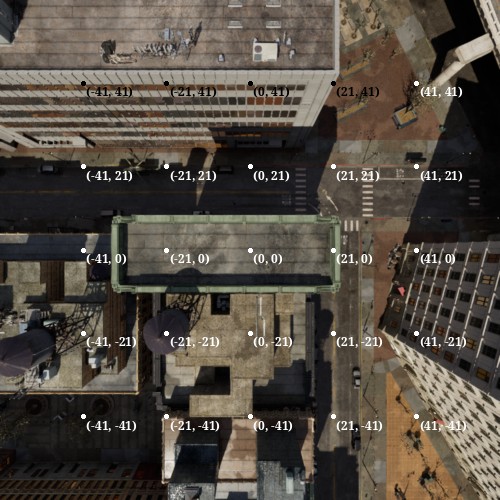 (-41, 41) (-21, 41) (0, 41) (21, 41) (41, 41)
(-41, 21) (-21, 21) (0, 21) (21, 21) (41, 21)
(-41, 0) (-21, 0) (0, 0) (21, 0) (41, 0)
(-41, -21) (-21, -21) (0, -21) (21, -21) (41, -21)
(-41, -41) (-21, -41) (0, -41) (21, -41) (41, -41)